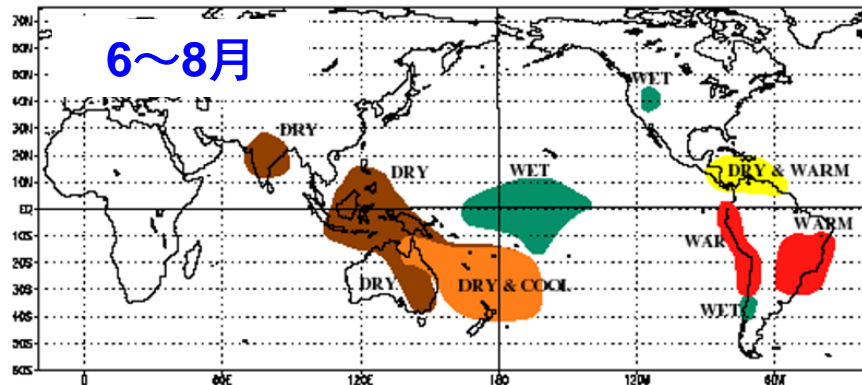 6～8月
70N
60N
50N
40N
30N
20N
10N
EQ
10S
20S
30S
40S
50S
60S
0
60E
120E
180
120W
60W
WET
DRY
DRY
WET
DRY & WARM
WAR
WARM
DRY
DRY & COOL
WET